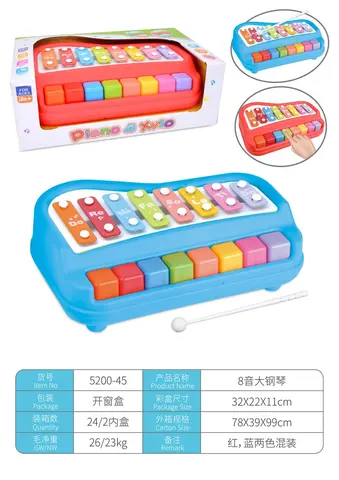 FOR AGES
18m+
Piano & Xylo
Do Re Mi Fa Sol La
货号 Item No
5200-45
产品名称 Product Name
8音大钢琴
包装 Package
开窗盒
彩盒尺寸 Package Size
32X22X11cm
装箱数 Quantity
24/2内盒
外箱规格 Carton Size
78X39X99cm
毛净重 GW/NW
26/23kg
备注 Remark
红,蓝两色混装